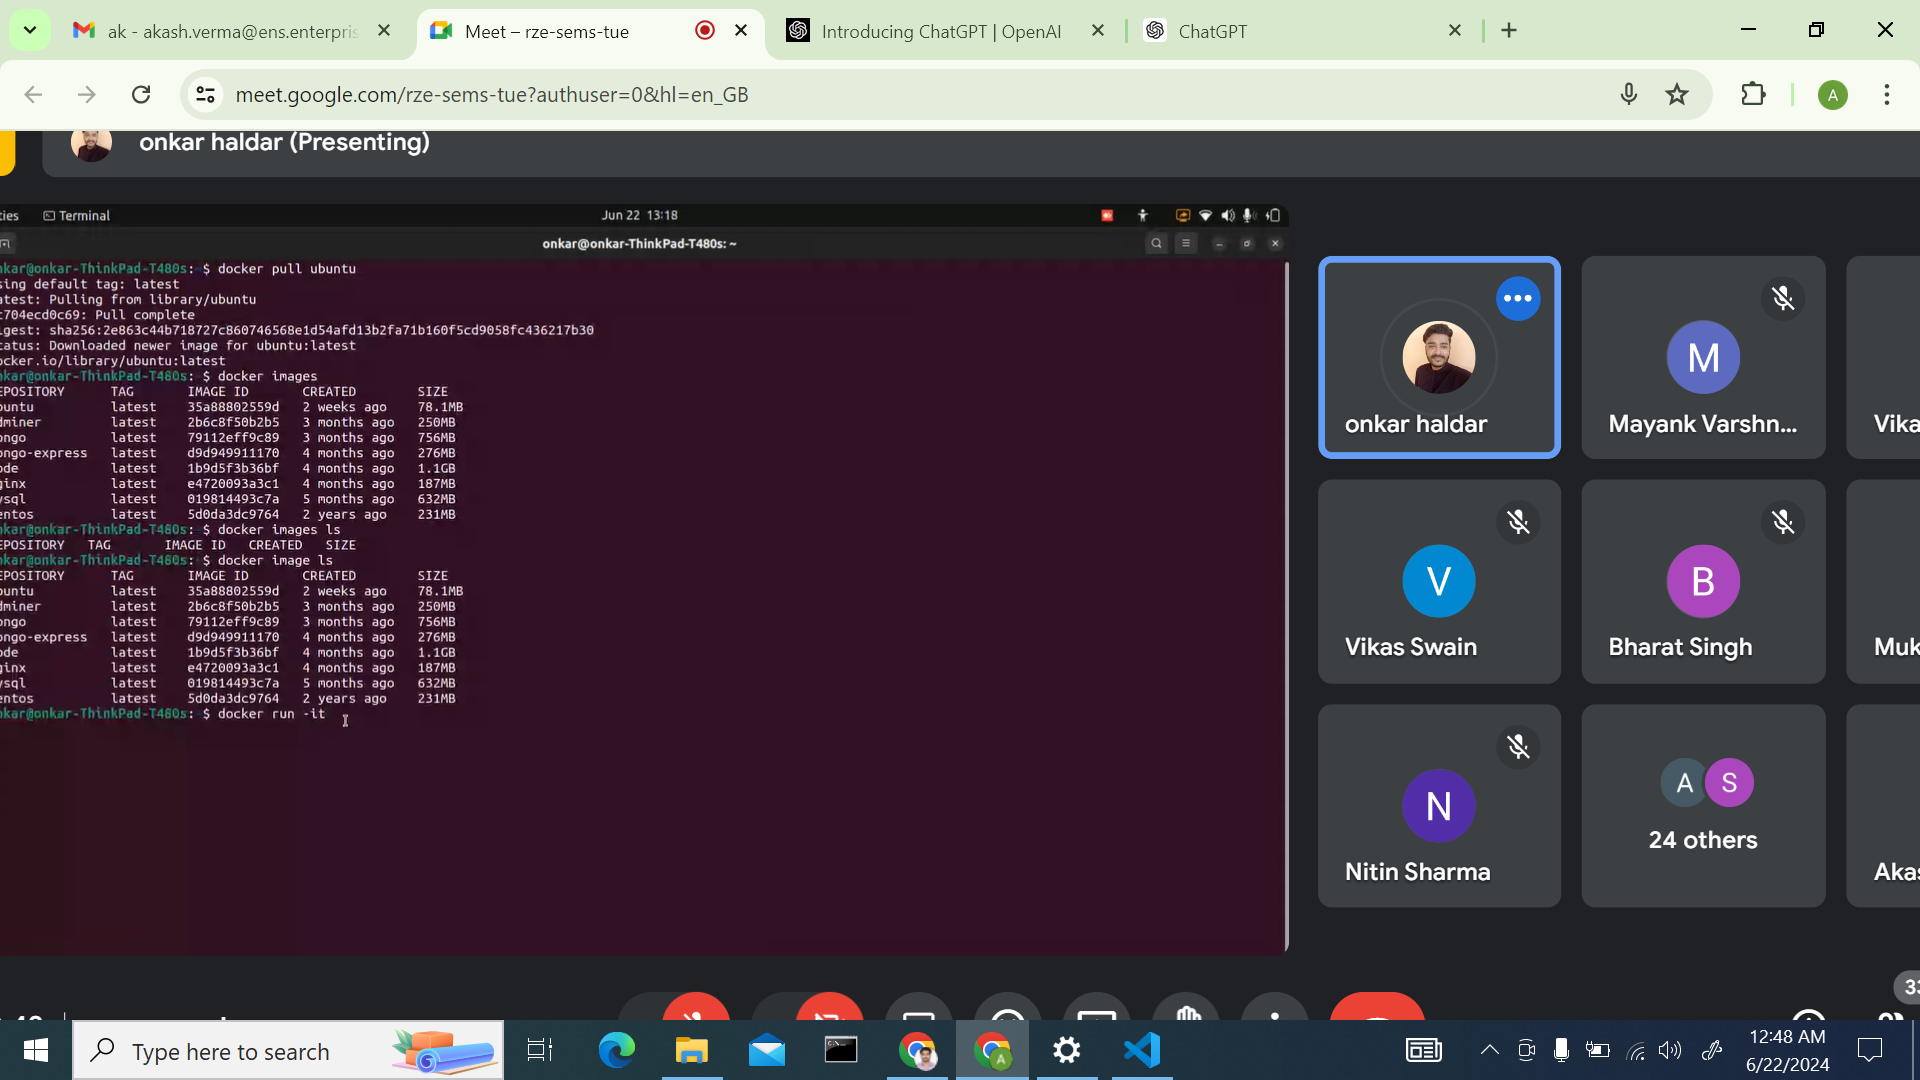 ak - akash.verma@ens.enterpris
Meet – rze-sems-tue
Introducing ChatGPT | OpenAI
ChatGPT
meet.google.com/rze-sems-tue?authuser=0&hl=en_GB
A
onkar haldar (Presenting)
ties
Terminal
Jun 22 13:18
onkar@onkar-ThinkPad-T480s: ~
nkar@onkar-ThinkPad-T480s: $ docker pull ubuntu
sing default tag: latest
atest: Pulling from library/ubuntu
c704ecd0c69: Pull complete
igest: sha256:2e863c44b718727c860746568e1d54afd13b2fa71b160f5cd9058fc436217b30
tatus: Downloaded newer image for ubuntu:latest
ocker.io/library/ubuntu:latest
nkar@onkar-ThinkPad-T480s: $ docker images
EPOSITORY TAG IMAGE ID CREATED SIZE
buntu latest 35a88802559d 2 weeks ago 78.1MB
dminer latest 2b6c8f50b2b5 3 months ago 250MB
ongo latest 79112eff9c89 3 months ago 756MB
ongo-express latest d9d949911170 4 months ago 276MB
ode latest 1b9d5f3b36bf 4 months ago 1.1GB
ginx latest e4720093a3c1 4 months ago 187MB
ysql latest 019814493c7a 5 months ago 632MB
entos latest 5d0da3dc9764 2 years ago 231MB
nkar@onkar-ThinkPad-T480s: $ docker images ls
EPOSITORY TAG IMAGE ID CREATED SIZE
nkar@onkar-ThinkPad-T480s: $ docker image ls
EPOSITORY TAG IMAGE ID CREATED SIZE
buntu latest 35a88802559d 2 weeks ago 78.1MB
dminer latest 2b6c8f50b2b5 3 months ago 250MB
ongo latest 79112eff9c89 3 months ago 756MB
ongo-express latest d9d949911170 4 months ago 276MB
ode latest 1b9d5f3b36bf 4 months ago 1.1GB
ginx latest e4720093a3c1 4 months ago 187MB
ysql latest 019814493c7a 5 months ago 632MB
entos latest 5d0da3dc9764 2 years ago 231MB
nkar@onkar-ThinkPad-T480s: $ docker run -it
onkar haldar
M
Mayank Varshn...
Vika
V
Vikas Swain
B
Bharat Singh
Muk
N
Nitin Sharma
A S
24 others
Akas
33
Type here to search
12:48 AM
6/22/2024